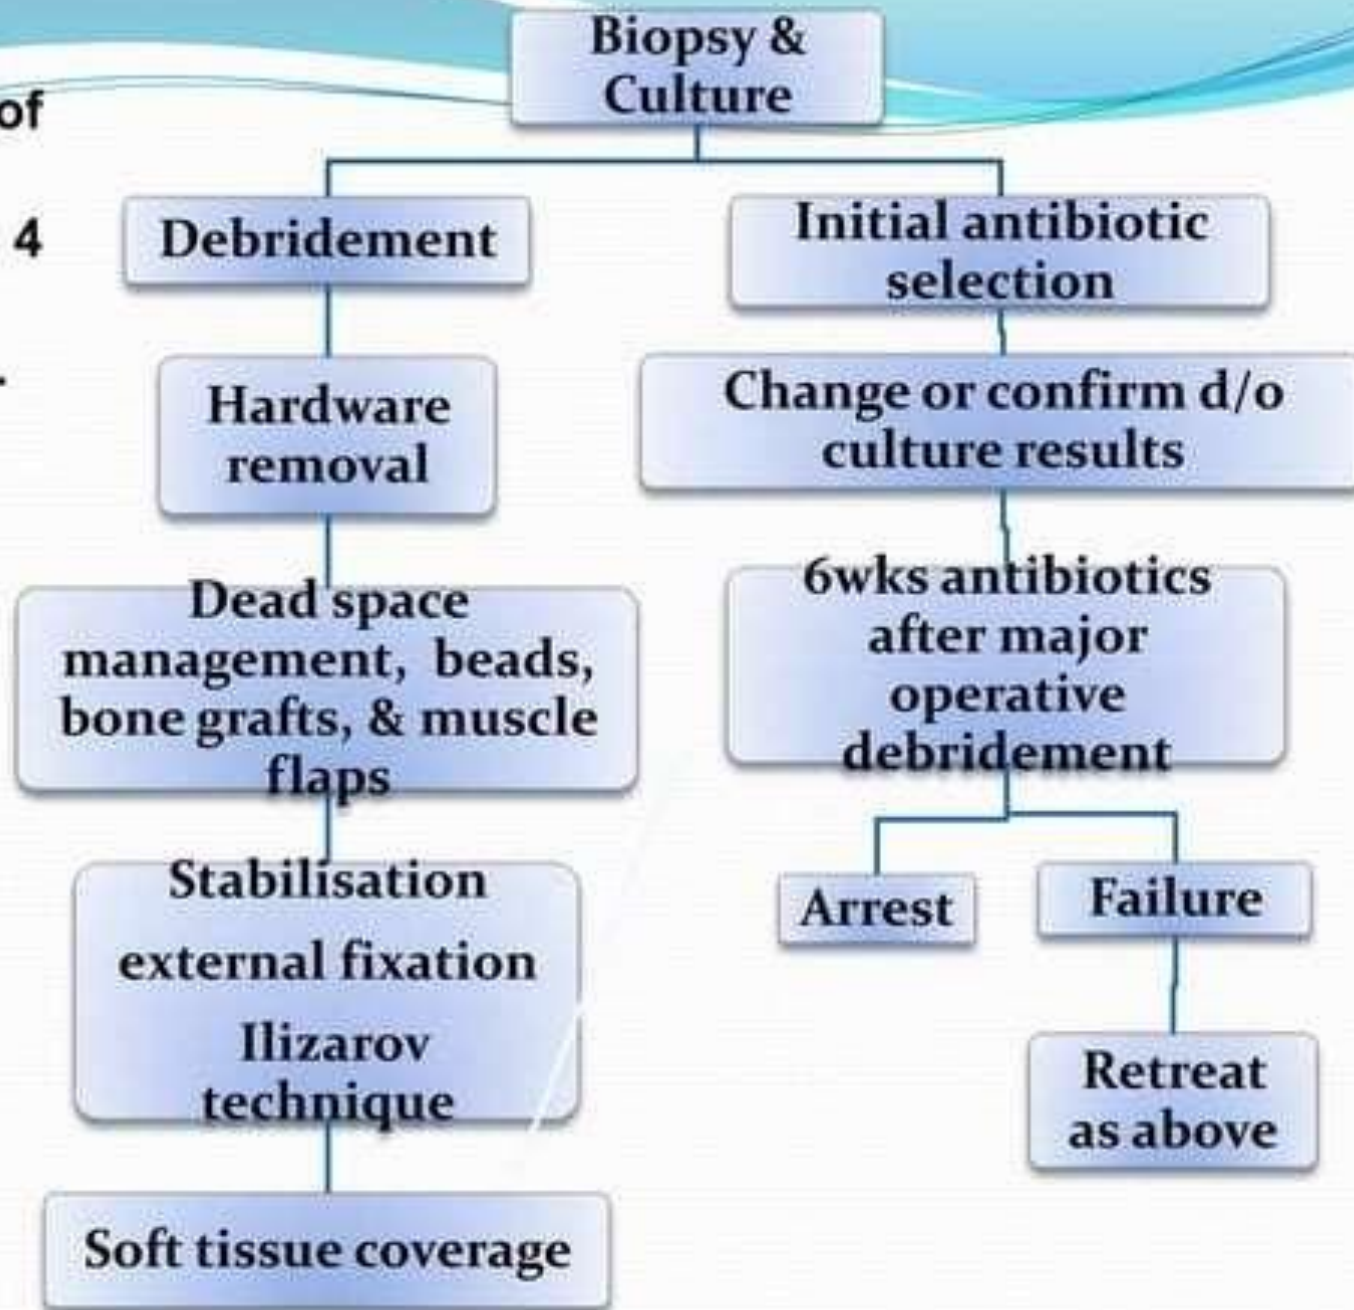 Biopsy &
Culture
of
4
.
Debridement
Initial antibiotic
selection
Hardware
removal
Change or confirm d/o
culture results
Dead space
management, beads,
bone grafts, & muscle
flaps
6wks antibiotics
after major
operative
debridement
Stabilisation
external fixation
Ilizarov
technique
Arrest
Failure
Retreat
as above
Soft tissue coverage